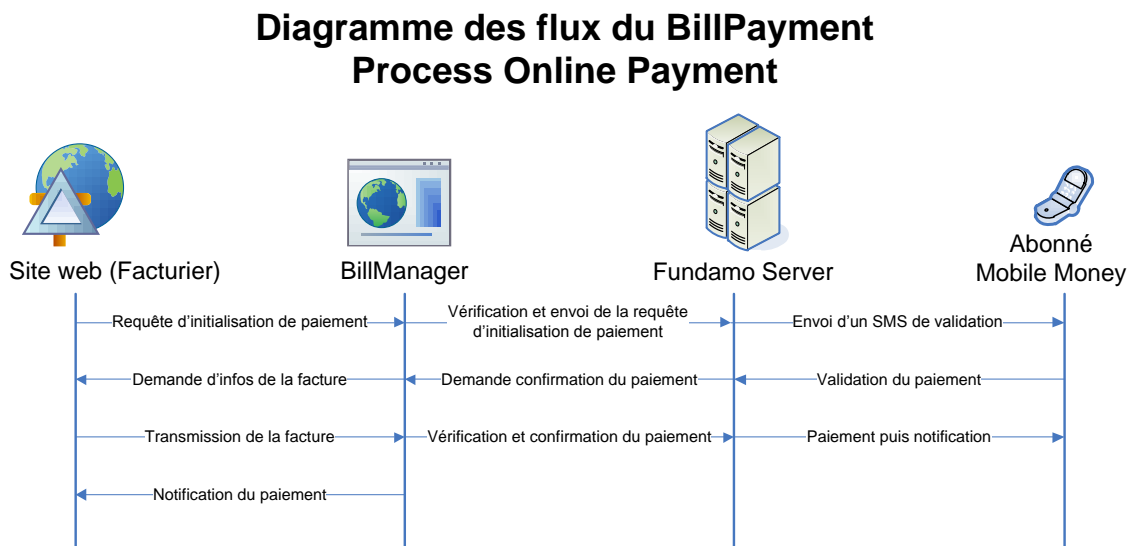 Diagramme des flux du BillPayment
Process Online Payment
Site web (Facturier)
BillManager
Fundamo Server
Abonné
Mobile Money
Requête d'initialisation de paiement
Vérification et envoi de la requête
d'initialisation de paiement
Envoi d'un SMS de validation
Demande d'infos de la facture
Demande confirmation du paiement
Validation du paiement
Transmission de la facture
Vérification et confirmation du paiement
Paiement puis notification
Notification du paiement